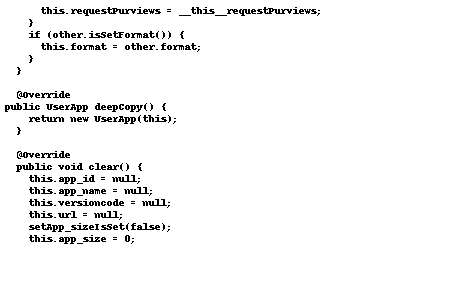 this.requestPurviews = __this__requestPurviews;
}
if (other.isSetFormat()) {
this.format = other.format;
}
}
@Override
public UserApp deepCopy() {
return new UserApp(this);
}
@Override
public void clear() {
this.app_id = null;
this.app_name = null;
this.versioncode = null;
this.url = null;
setApp_sizeIsSet(false);
this.app_size = 0;